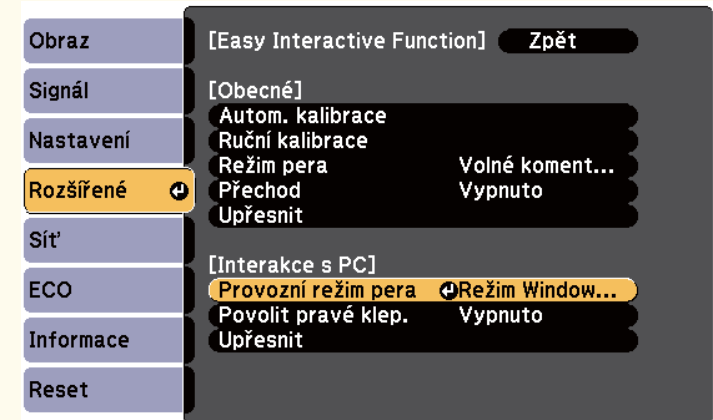 Obraz
Signál
Nastavení
Rozšířené
Síť
ECO
Informace
Reset
[Easy Interactive Function] Zpět
[Obecné]
Autom. kalibrace
Ruční kalibrace
Režim pera Volné koment...
Přechod Vypnuto
Upřesnit
[Interakce s PC]
Provozní režim pera Režim Window...
Povolit pravé klep. Vypnuto
Upřesnit